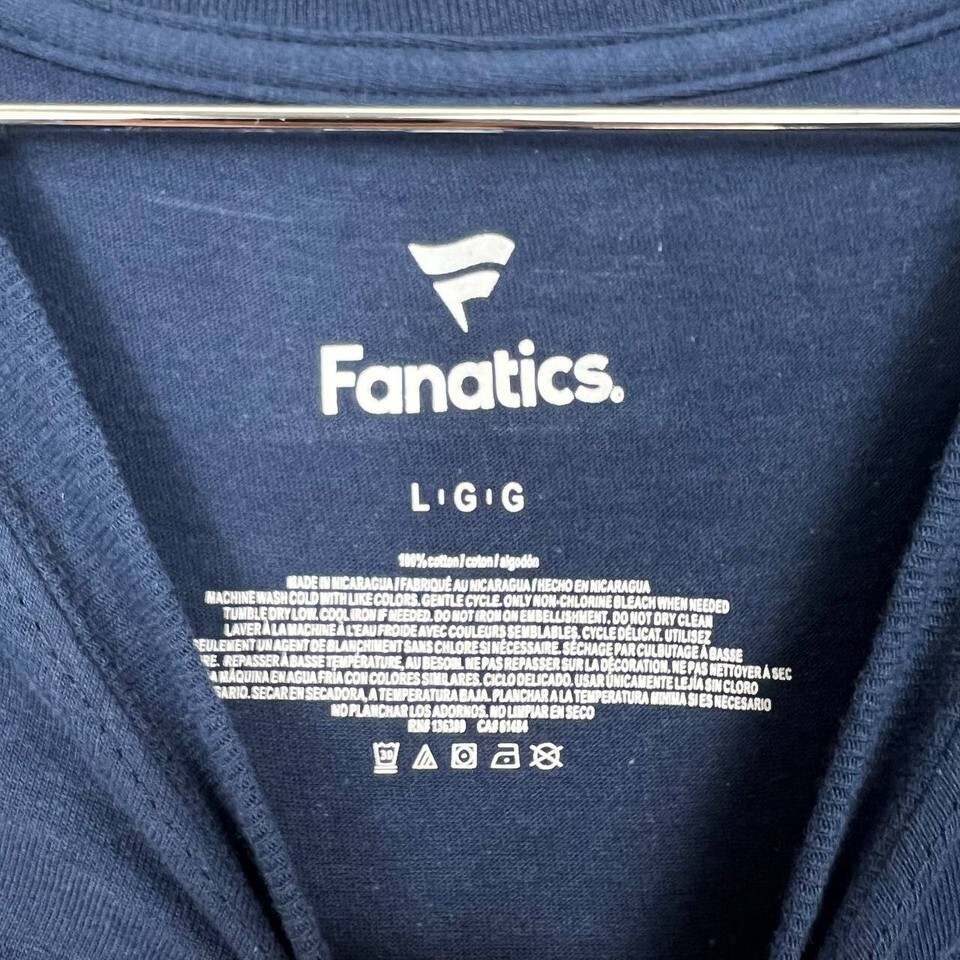 Fanatics.
L G G
100% cotton / coton / algodón
MADE IN NICARAGUA / FABRIQUÉ AU NICARAGUA / HECHO EN NICARAGUA
MACHINE WASH COLD WITH LIKE COLORS. GENTLE CYCLE. ONLY NON-CHLORINE BLEACH WHEN NEEDED
TUMBLE DRY LOW. COOL IRON IF NEEDED. DO NOT IRON ON EMBELLISHMENT. DO NOT DRY CLEAN
LAVER À LA MACHINE À L'EAU FROIDE AVEC COULEURS SEMBLABLES. CYCLE DÉLICAT. UTILISEZ
SEULEMENT UN AGENT DE BLANCHIMENT SANS CHLORE SI NÉCESSAIRE. SÉCHAGE PAR CULBUTAGE À BASSE
RE. REPASSER À BASSE TEMPÉRATURE, AU BESOIN. NE PAS REPASSER SUR LA DÉCORATION. NE PAS NETTOYER À SEC
A MÁQUINA EN AGUA FRÍA CON COLORES SIMILARES. CICLO DELICADO. USAR ÚNICAMENTE LEJÍA SIN CLORO
SARIO. SECAR EN SECADORA, A TEMPERATURA BAJA. PLANCHAR A LA TEMPERATURA MINIMA SI ES NECESARIO
NO PLANCHAR LOS ADORNOS. NO LIMPIAR EN SECO
RN# CA#
30